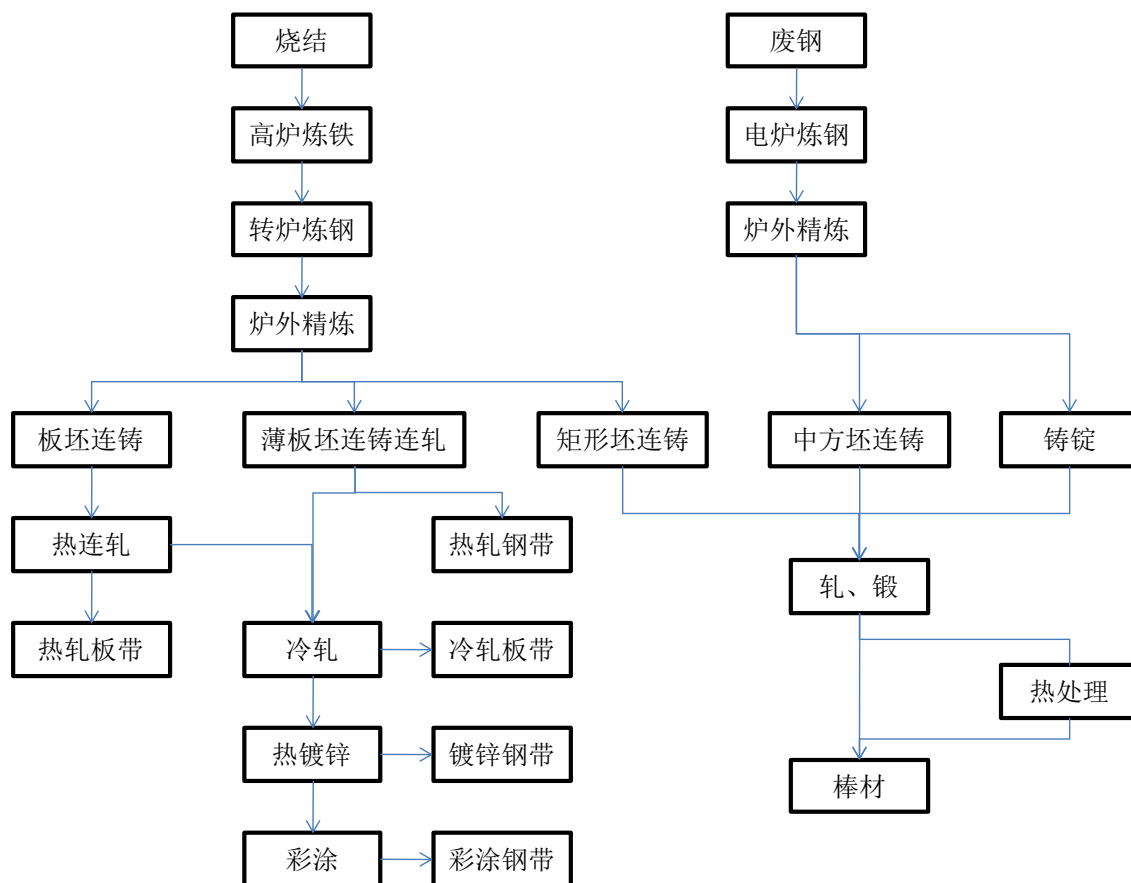 烧结
废钢
高炉炼铁
电炉炼钢
转炉炼钢
炉外精炼
炉外精炼
板坯连铸
薄板坯连铸连轧
矩形坯连铸
中方坯连铸
铸锭
热连轧
热轧钢带
轧、锻
热轧板带
冷轧
冷轧板带
热处理
热镀锌
镀锌钢带
棒材
彩涂
彩涂钢带